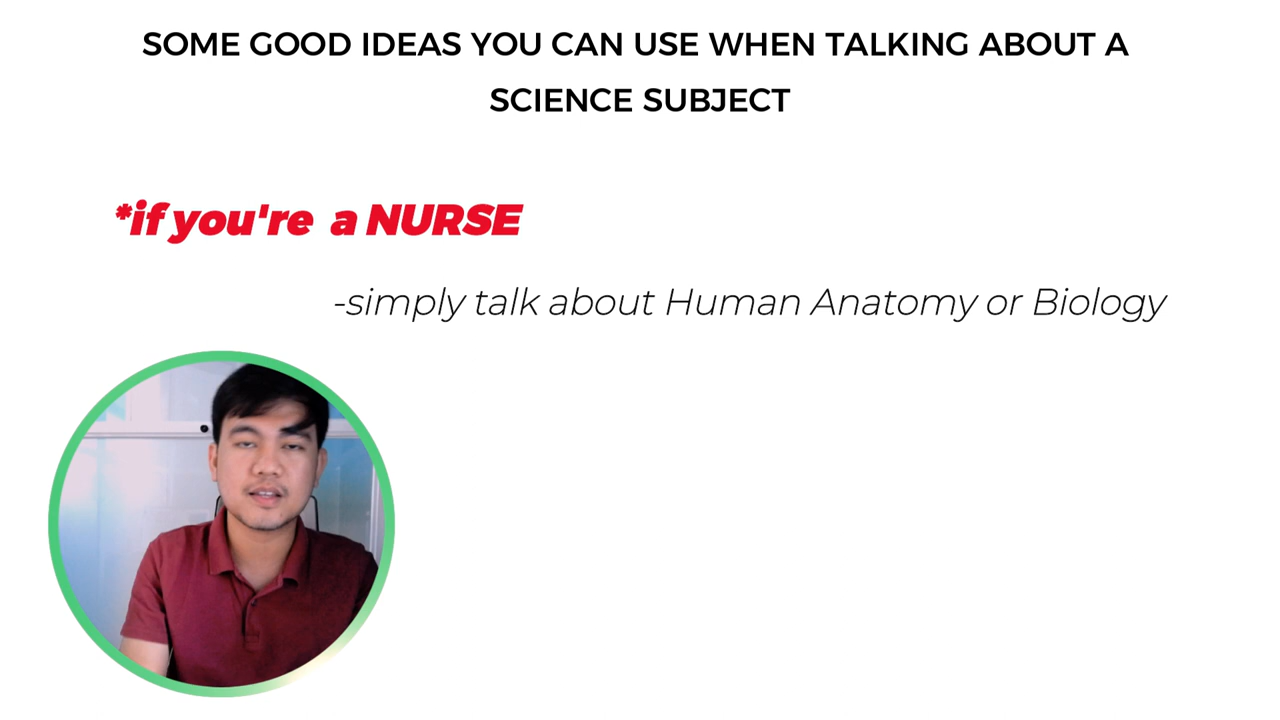 SOME GOOD IDEAS YOU CAN USE WHEN TALKING ABOUT A
SCIENCE SUBJECT
*if you're a NURSE
-simply talk about Human Anatomy or Biology